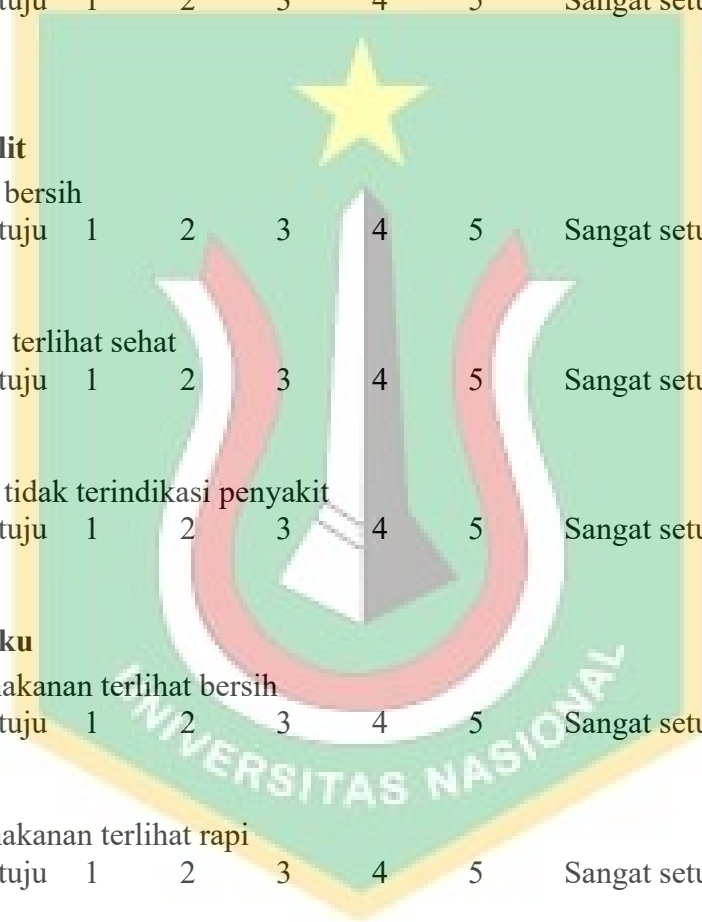 tuju 1 2 3 4 5 Sangat setu
lit
bersih
tuju 1 2 3 4 5 Sangat setu
terlihat sehat
tuju 1 2 3 4 5 Sangat setu
tidak terindikasi penyakit
tuju 1 2 3 4 5 Sangat setu
ku
akanan terlihat bersih
tuju 1 2 3 4 5 Sangat setu
UNIVERSITAS NASIONAL
akanan terlihat rapi
tuju 1 2 3 4 5 Sangat setu